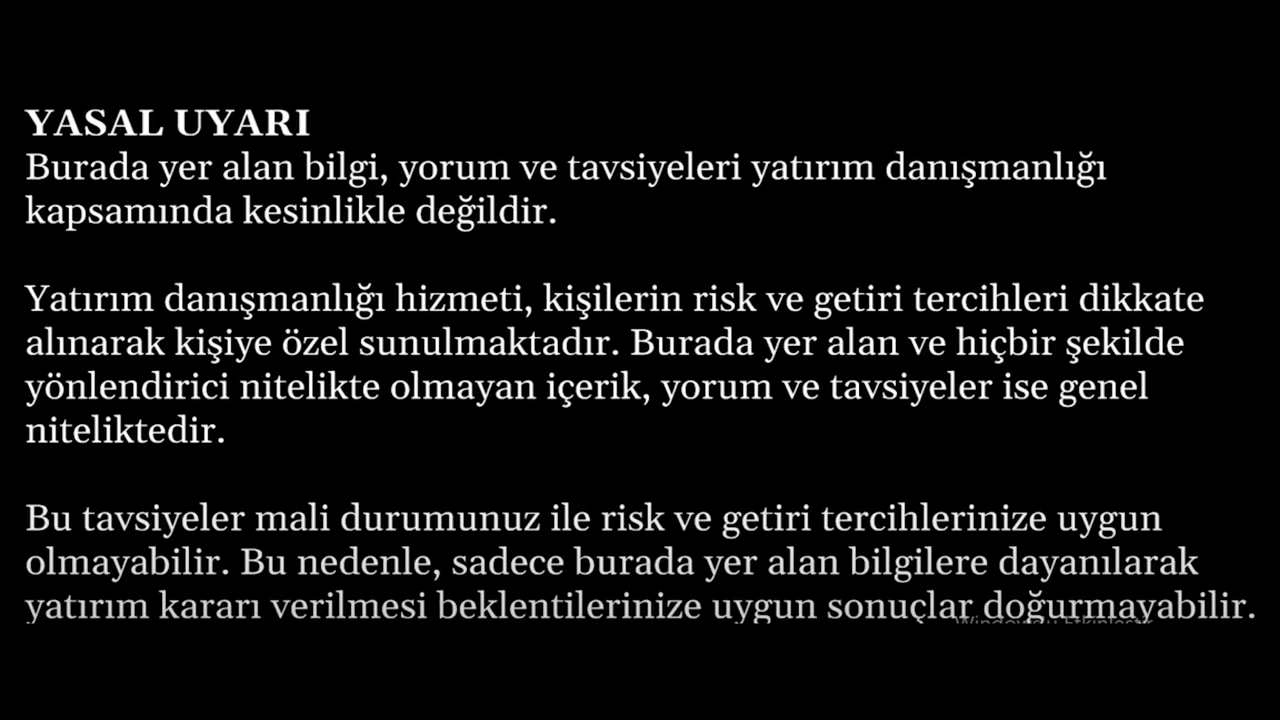 YASAL UYARI
Burada yer alan bilgi, yorum ve tavsiyeleri yatırım danışmanlığı
kapsamında kesinlikle değildir.
Yatırım danışmanlığı hizmeti, kişilerin risk ve getiri tercihleri dikkate
alınarak kişiye özel sunulmaktadır. Burada yer alan ve hiçbir şekilde
yönlendirici nitelikte olmayan içerik, yorum ve tavsiyeler ise genel
niteliktedir.
Bu tavsiyeler mali durumunuz ile risk ve getiri tercihlerinize uygun
olmayabilir. Bu nedenle, sadece burada yer alan bilgilere dayanılarak
yatırım kararı verilmesi beklentilerinize uygun sonuçlar doğurmayabilir.